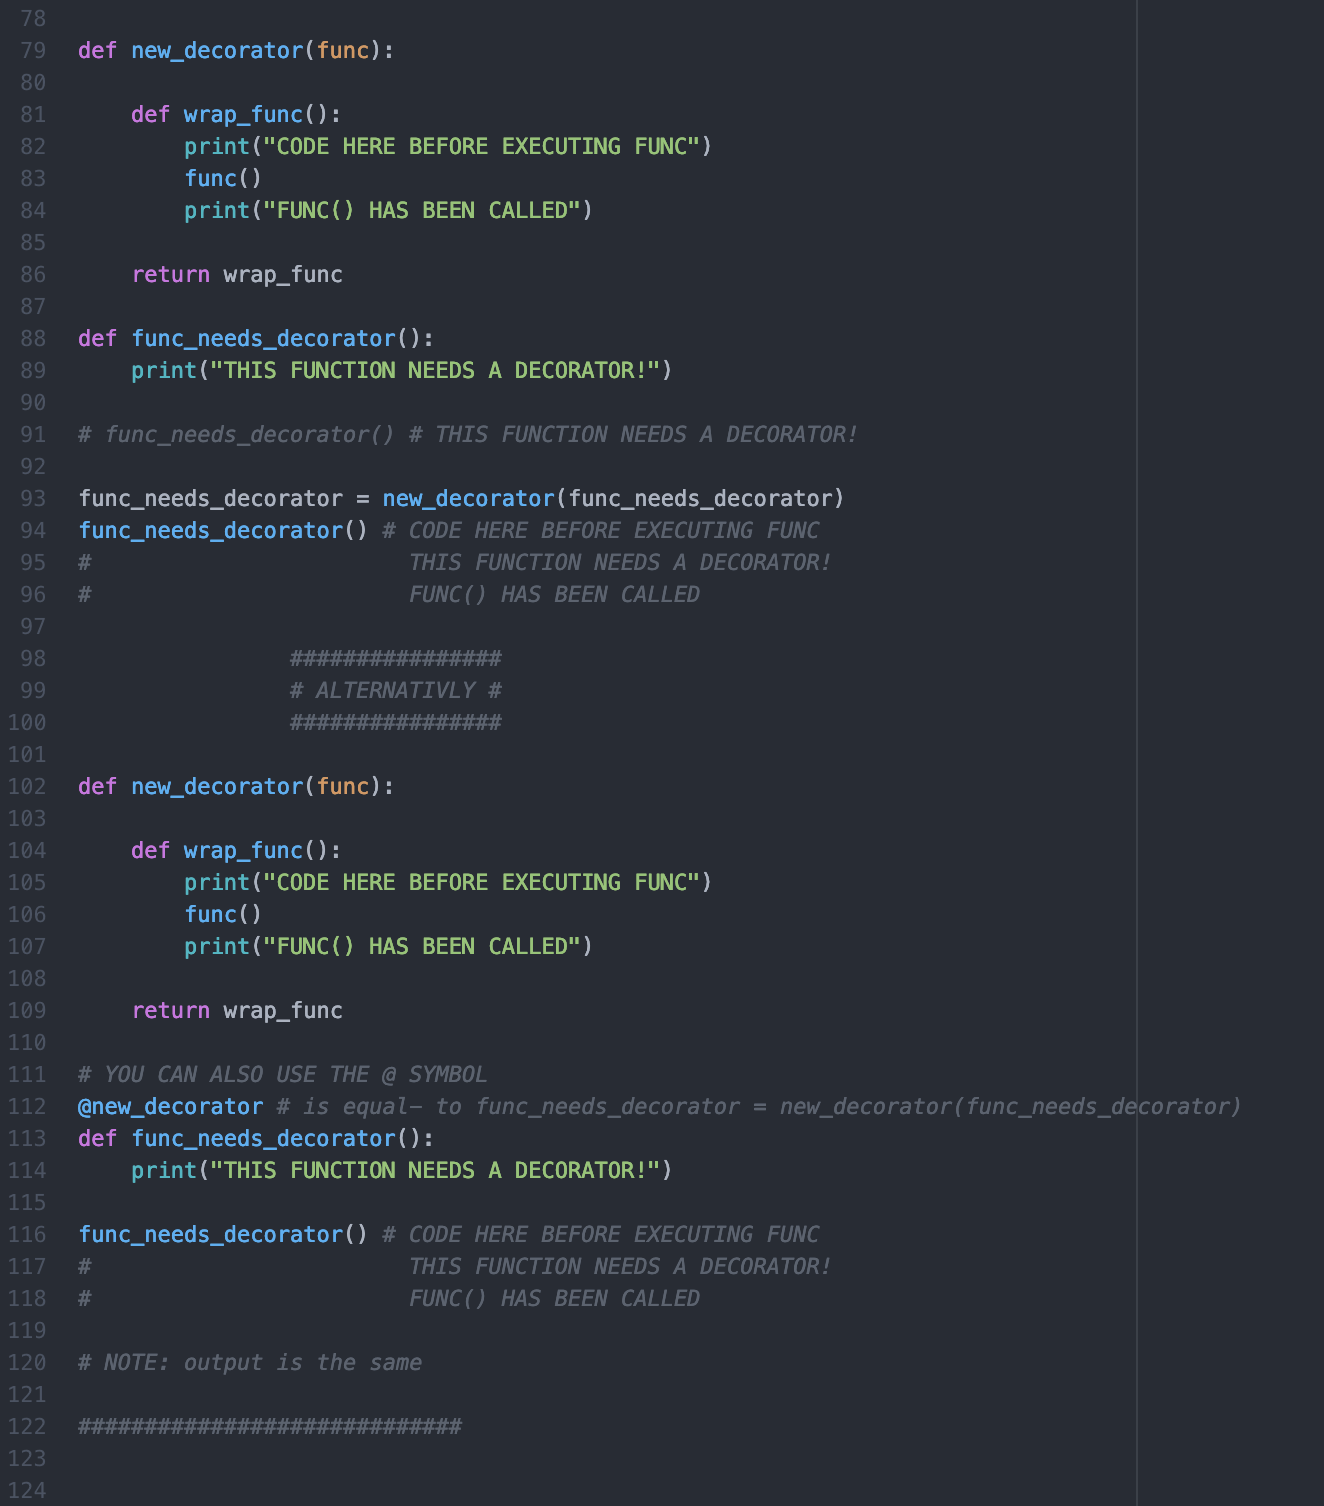 78
79 def new_decorator(func):
80
81     def wrap_func():
82         print("CODE HERE BEFORE EXECUTING FUNC")
83         func()
84         print("FUNC() HAS BEEN CALLED")
85
86     return wrap_func
87
88 def func_needs_decorator():
89     print("THIS FUNCTION NEEDS A DECORATOR!")
90
91 # func_needs_decorator() # THIS FUNCTION NEEDS A DECORATOR!
92
93 func_needs_decorator = new_decorator(func_needs_decorator)
94 func_needs_decorator() # CODE HERE BEFORE EXECUTING FUNC
95 #                        THIS FUNCTION NEEDS A DECORATOR!
96 #                        FUNC() HAS BEEN CALLED
97
98                 ################
99                 # ALTERNATIVLY #
100                 ################
101
102 def new_decorator(func):
103
104     def wrap_func():
105         print("CODE HERE BEFORE EXECUTING FUNC")
106         func()
107         print("FUNC() HAS BEEN CALLED")
108
109     return wrap_func
110
111 # YOU CAN ALSO USE THE @ SYMBOL
112 @new_decorator # is equal– to func_needs_decorator = new_decorator(func_needs_decorator)
113 def func_needs_decorator():
114     print("THIS FUNCTION NEEDS A DECORATOR!")
115
116 func_needs_decorator() # CODE HERE BEFORE EXECUTING FUNC
117 #                        THIS FUNCTION NEEDS A DECORATOR!
118 #                        FUNC() HAS BEEN CALLED
119
120 # NOTE: output is the same
121
122 #############################
123
124